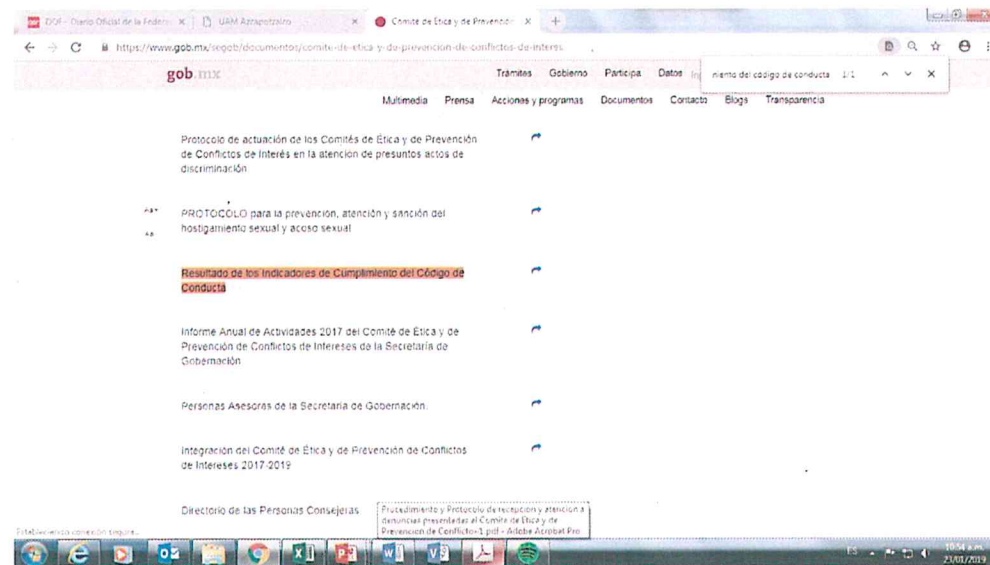 DOF - Diario Oficial de la Federa
UAM Azcapotzalco
Comité de Ética y de Prevención
https://www.gob.mx/segob/documentos/comite-de-etica-y-de-prevencion-de-conflictos-de-interes
gob.mx
Trámites Gobierno Participa Datos
niento del código de conducta 1/1
Multimedia Prensa Acciones y programas Documentos Contacto Blogs Transparencia
Protocolo de actuación de los Comités de Ética y de Prevención
de Conflictos de Interés en la atención de presuntos actos de
discriminación.
PROTOCOLO para la prevención, atención y sanción del
hostigamiento sexual y acoso sexual
Resultado de los Indicadores de Cumplimiento del Código de
Conducta
Informe Anual de Actividades 2017 del Comité de Ética y de
Prevención de Conflictos de Intereses de la Secretaría de
Gobernación
Personas Asesoras de la Secretaría de Gobernación.
Integración del Comité de Ética y de Prevención de Conflictos
de Intereses 2017-2019
Directorio de las Personas Consejeras
Procedimiento y Protocolo de recepción y atención a
denuncias presentadas al Comité de Ética y de
Prevención de Conflicto-1.pdf - Adobe Acrobat Pro
Estableciendo conexión segura...
ES
10:54 a.m.
23/01/2019